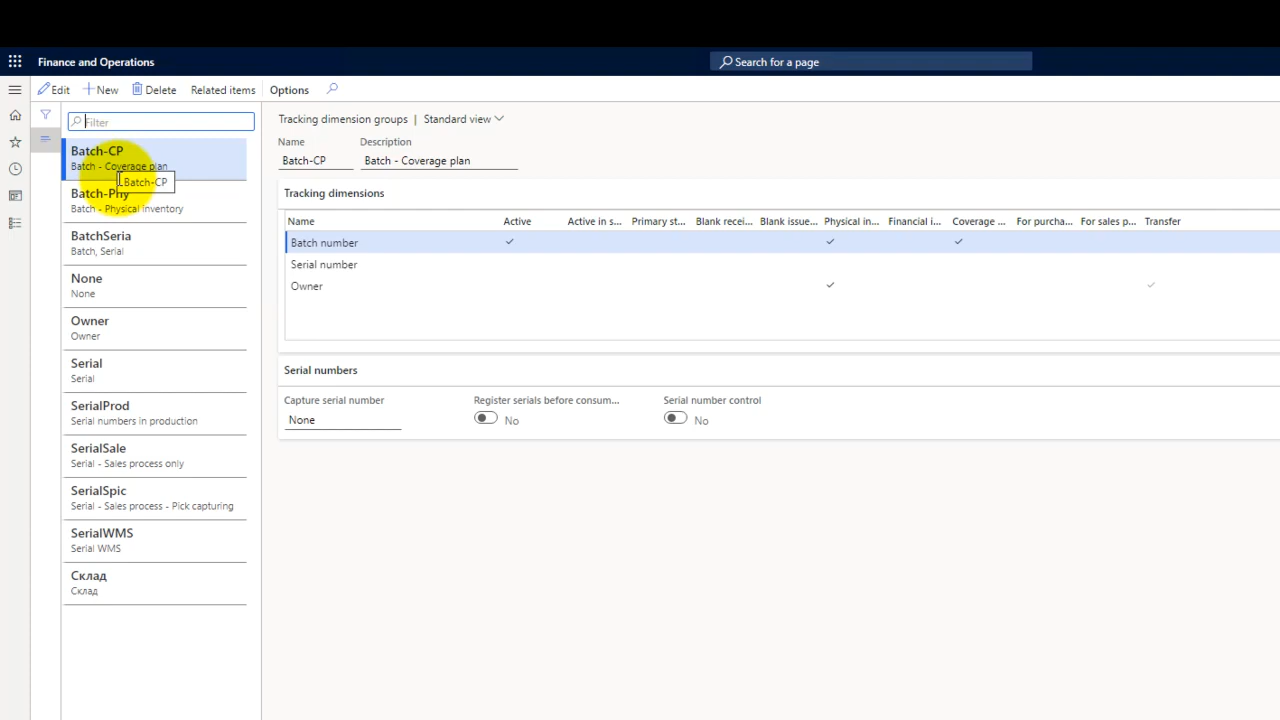 Finance and Operations
Search for a page
Edit
New
Delete
Related items
Options
Filter
Batch-CP
Batch - Coverage plan
Batch-CP
Batch-Phy
Batch - Physical inventory
BatchSeria
Batch, Serial
None
None
Owner
Owner
Serial
Serial
SerialProd
Serial numbers in production
SerialSale
Serial - Sales process only
SerialSpic
Serial - Sales process - Pick capturing
SerialWMS
Serial WMS
Склад
Склад
Tracking dimension groups | Standard view
Name Description
Batch-CP Batch - Coverage plan
Tracking dimensions
Name Active Active in s... Primary st... Blank recei... Blank issue... Physical in... Financial i... Coverage ... For purcha... For sales p... Transfer
Batch number
Serial number
Owner
Serial numbers
Capture serial number Register serials before consum... Serial number control
None No No